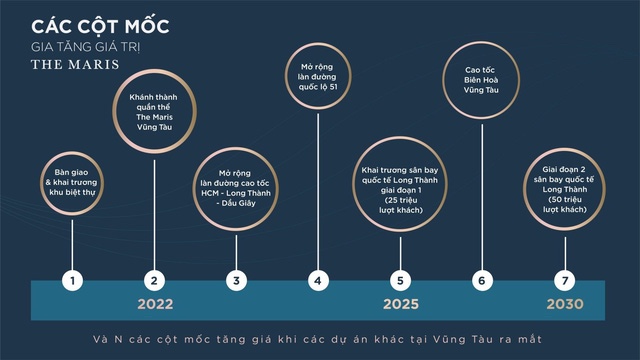 CÁC CỘT MỐC
GIA TĂNG GIÁ TRỊ
THE MARIS
Bàn giao
& khai trương
khu biệt thự
Khánh thành
quần thể
The Maris
Vũng Tàu
Mở rộng
làn đường cao tốc
HCM - Long Thành
- Dầu Giây
Mở rộng
làn đường
quốc lộ 51
Khai trương sân bay
quốc tế Long Thành
giai đoạn 1
(25 triệu
lượt khách)
Cao tốc
Biên Hoà
Vũng Tàu
Giai đoạn 2
sân bay quốc tế
Long Thành
(50 triệu
lượt khách)
1 2 3 4 5 6 7
2022 2025 2030
Và N các cột mốc tăng giá khi các dự án khác tại Vũng Tàu ra mắt